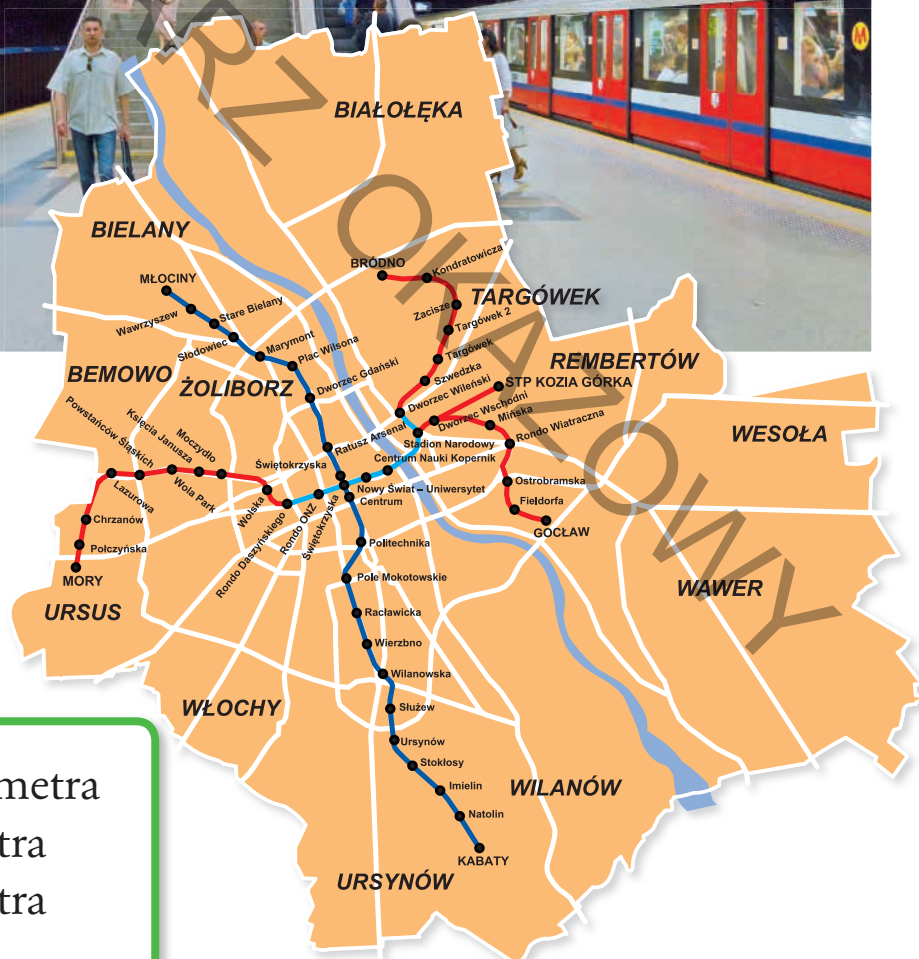 M
BIAŁOŁĘKA
BIELANY
BRÓDNO
Kondratowicza
MŁOCINY
TARGÓWEK
Zacisze
Stare Bielany
Wawrzyszew
Targówek 2
Słodowiec
Marymont
Targówek
Plac Wilsona
REMBERTÓW
BEMOWO
ŻOLIBORZ
Dworzec Gdański
Szwedzka
STP KOZIA GÓRKA
Dworzec Wileński
Dworzec Wschodni
Mińska
Powstańców Śląskich
Księcia Janusza
Moczydło
Ratusz Arsenał
Rondo Wiatraczna
WESOŁA
Stadion Narodowy
Świętokrzyska
Centrum Nauki Kopernik
Lazurowa
Wola Park
Wolska
Nowy Świat – Uniwersytet
Ostrobramska
Centrum
Fieldorfa
Chrzanów
Rondo Daszyńskiego
Rondo ONZ
Świętokrzyska
GOCŁAW
Połczyńska
Politechnika
MORY
Pole Mokotowskie
WAWER
URSUS
Racławicka
Wierzbno
Wilanowska
WŁOCHY
Służew
Ursynów
Stokłosy
metra
Imielin
WILANÓW
Natolin
tra
KABATY
URSYNÓW
tra
RZ OKAZOWY